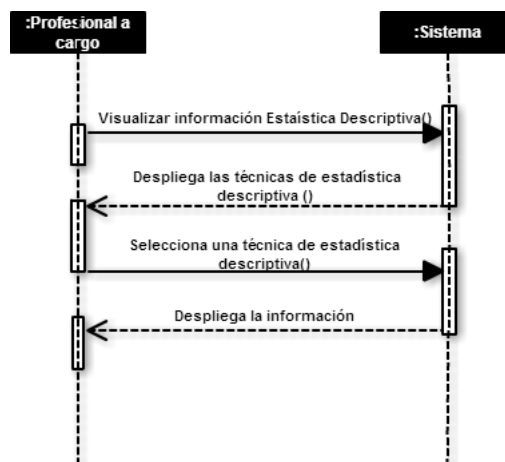 :Profesional a
cargo
:Sistema
Visualizar información Estaística Descriptiva()
Despliega las técnicas de estadística
descriptiva ()
Selecciona una técnica de estadística
descriptiva()
Despliega la información